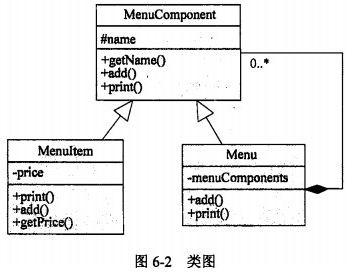 MenuComponent
#name
+getName()
+add()
+print()
0..*
MenuItem
-price
+print()
+add()
+getPrice()
Menu
-menuComponents
+add()
+print()
图 6-2 类图